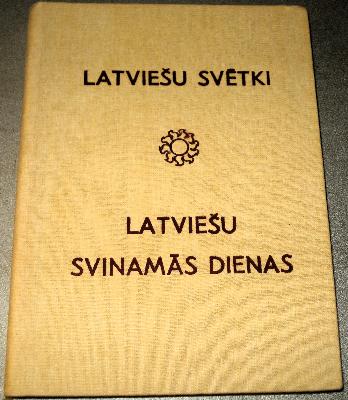 LATVIEŠU SVĒTKI
LATVIEŠU
SVINAMĀS DIENAS